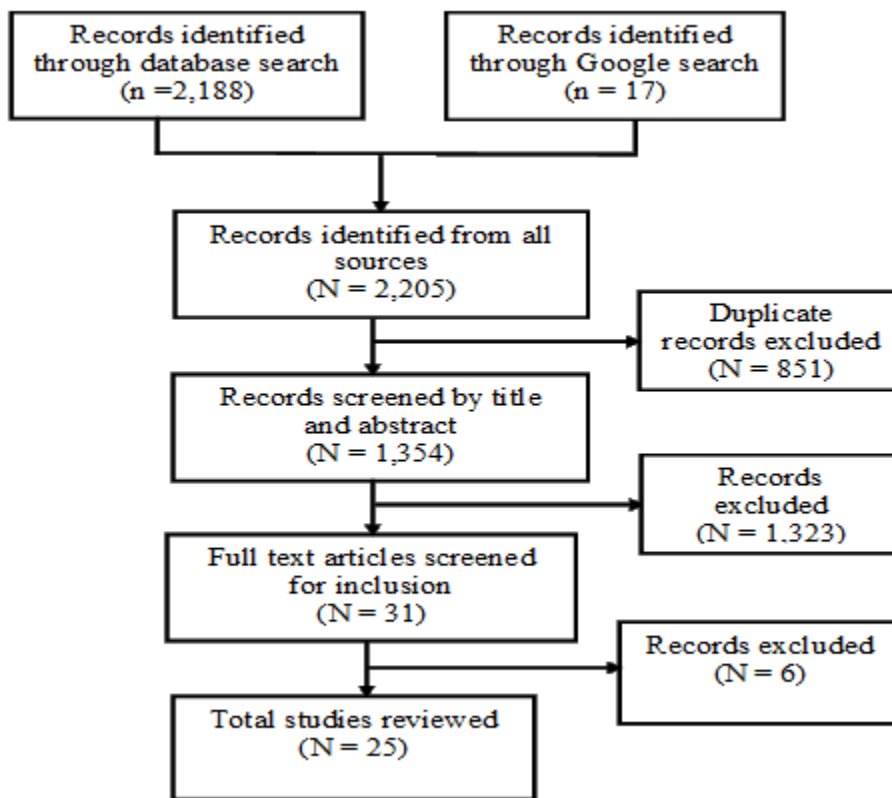 Records identified
through database search
(n =2,188)
Records identified
through Google search
(n = 17)
Records identified from all
sources
(N = 2,205)
Duplicate
records excluded
(N = 851)
Records screened by title
and abstract
(N = 1,354)
Records
excluded
(N = 1,323)
Full text articles screened
for inclusion
(N = 31)
Records excluded
(N = 6)
Total studies reviewed
(N = 25)